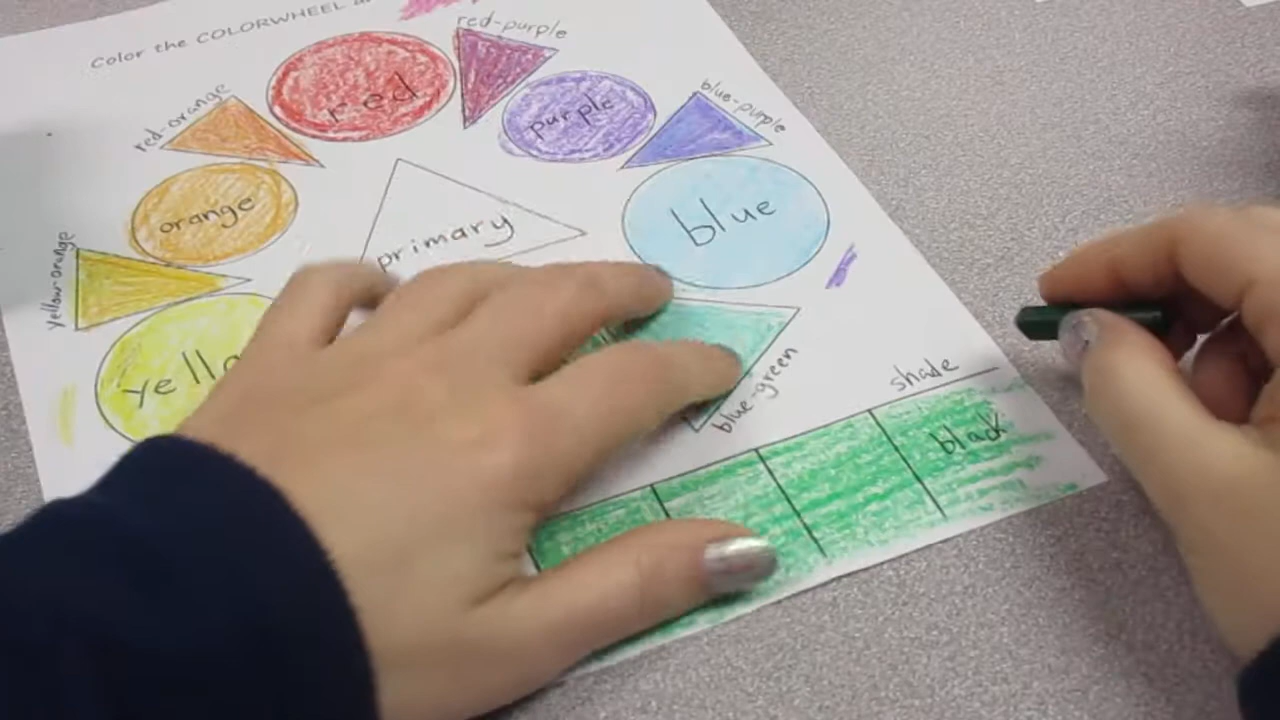 Color the COLORWHEEL
red-purple
red
red-orange
purple
blue-purple
orange
blue
primary
yellow-orange
blue-green
shade
black